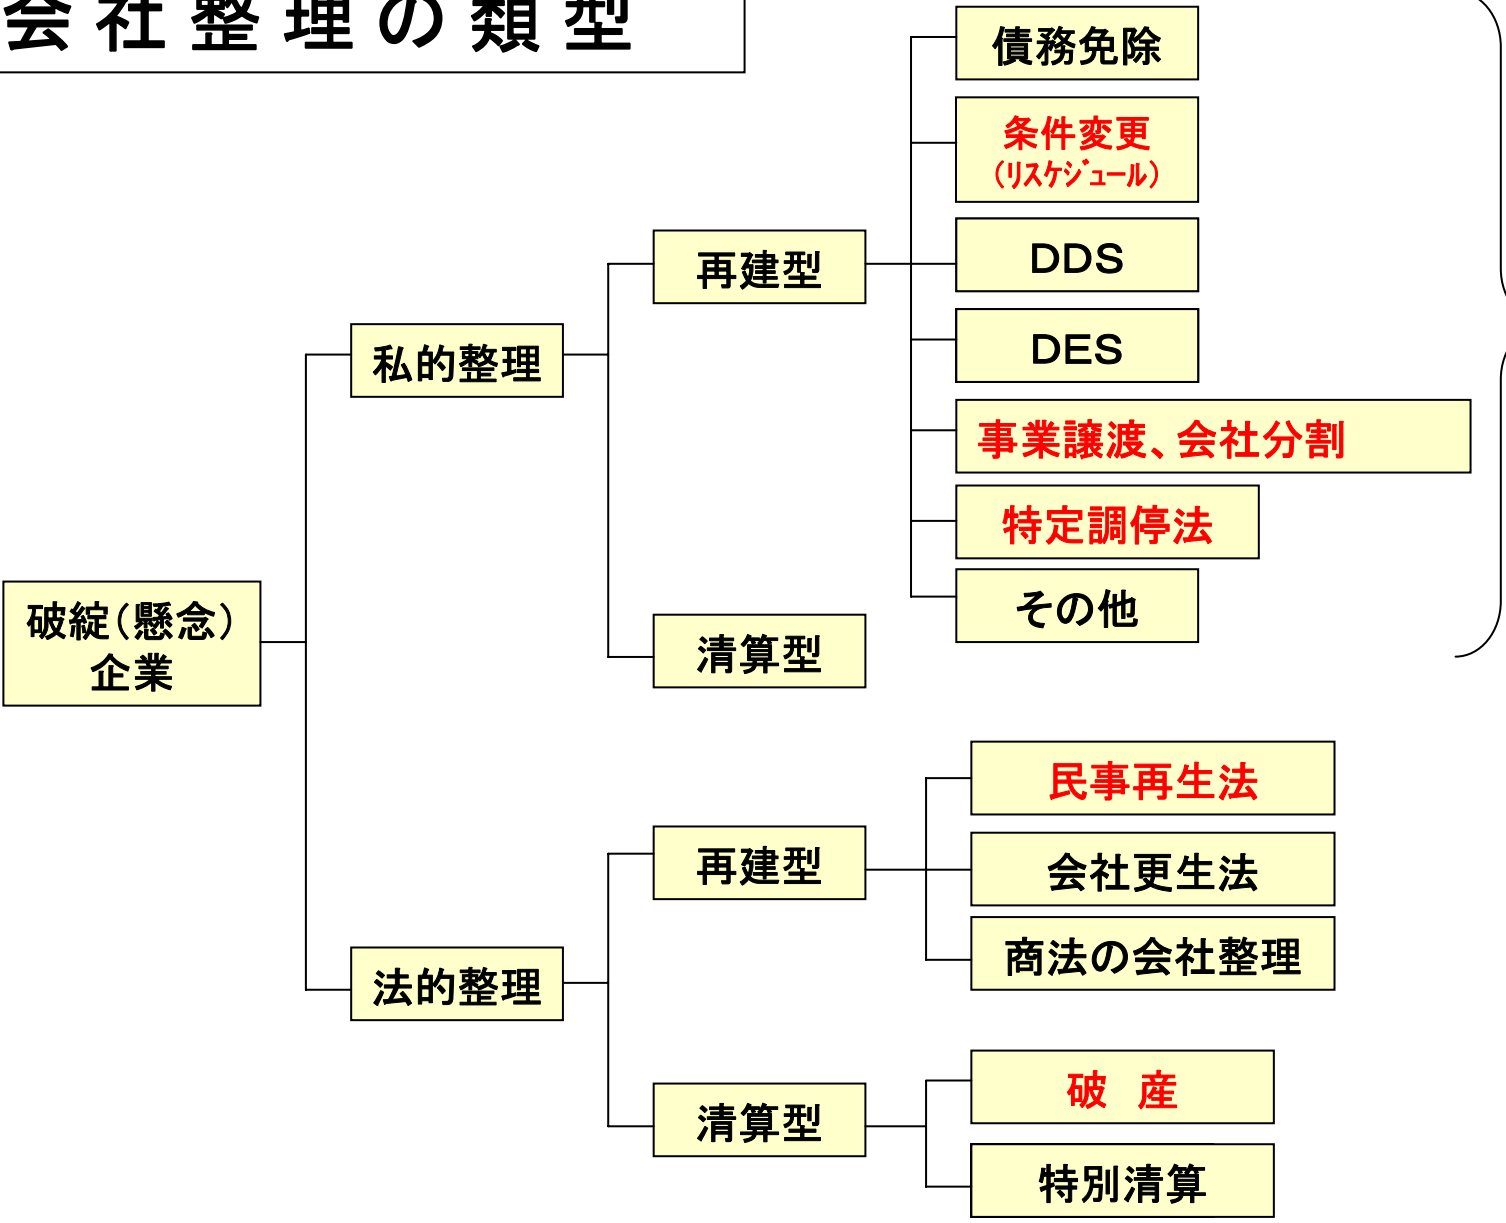 会社整理の類型
債務免除
条件変更
(ﾘｽｹｼﾞｭｰﾙ)
DDS
再建型
DES
私的整理
事業譲渡、会社分割
特定調停法
その他
破綻(懸念)
企業
清算型
民事再生法
再建型
会社更生法
商法の会社整理
法的整理
破 産
清算型
特別清算